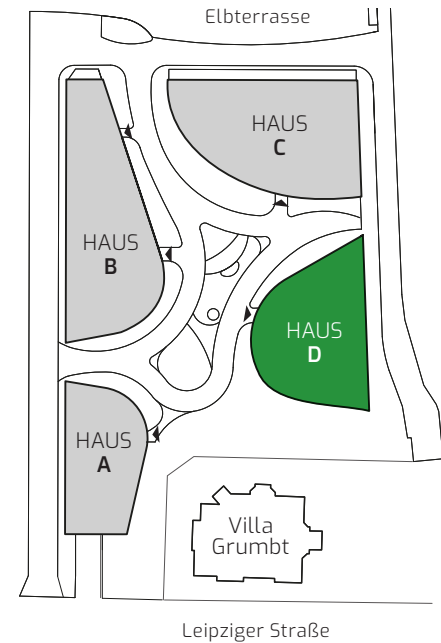 Elbterrasse
HAUS
C
HAUS
B
HAUS
D
HAUS
A
Villa
Grumbt
Leipziger Straße